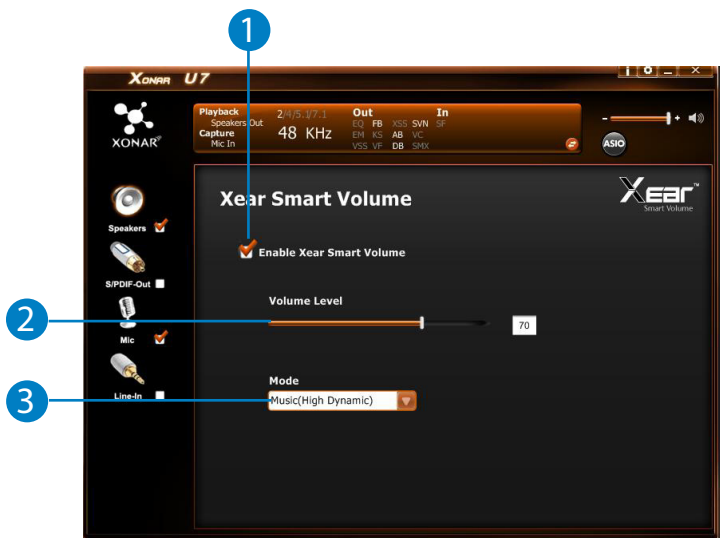 1
XONAR U7
XONAR®
Playback 2/4/5.1/7.1 Out In
Speakers Out EQ FB XSS SVN SF
Capture 48 KHz EM KS AB VC
Mic In VSS VF DB SMX
- +
ASIO
Xear Smart Volume
Xear™
Smart Volume
Speakers
Enable Xear Smart Volume
S/PDIF-Out
Volume Level
2
70
Mic
Mode
3
Line-In
Music(High Dynamic)